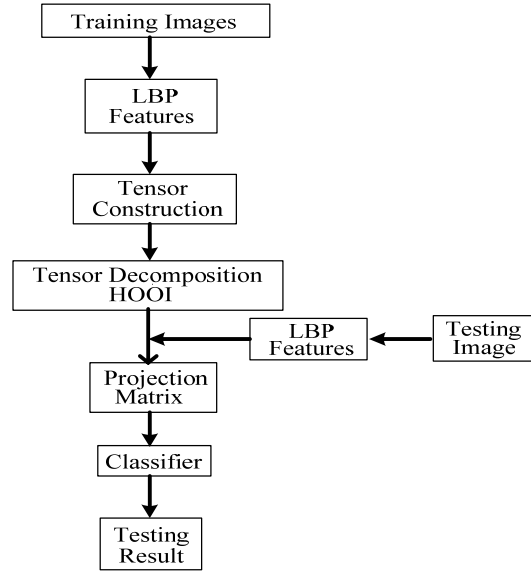 Training Images
LBP
Features
Tensor
Construction
Tensor Decomposition
HOOI
LBP
Features
Testing
Image
Projection
Matrix
Classifier
Testing
Result